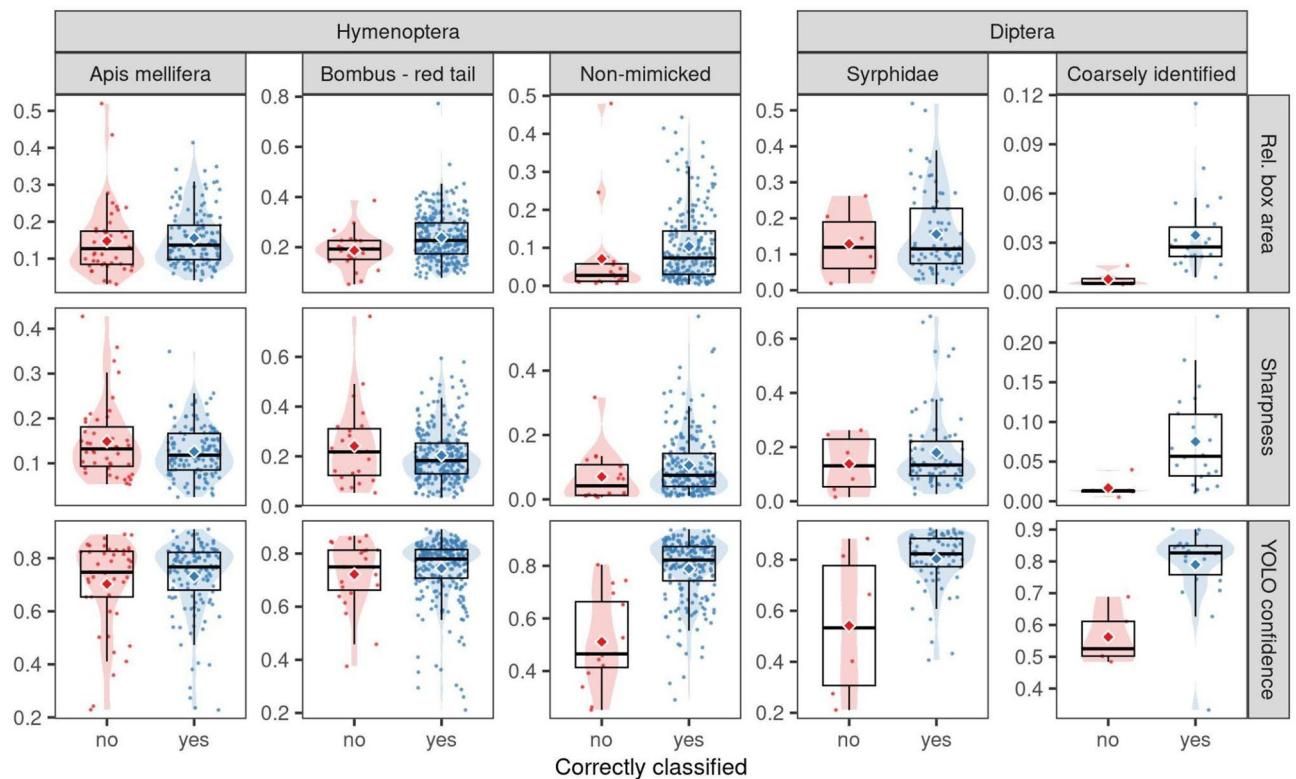 Hymenoptera Diptera
Apis mellifera Bombus - red tail Non-mimicked Syrphidae Coarsely identified
0.5 0.4 0.3 0.2 0.1
0.8 0.6 0.4 0.2
0.5 0.4 0.3 0.2 0.1 0.0
0.5 0.4 0.3 0.2 0.1 0.0
0.12 0.09 0.06 0.03 0.00
Rel. box area
0.4 0.3 0.2 0.1
0.6 0.4 0.2 0.0
0.4 0.2 0.0
0.6 0.4 0.2 0.0
0.20 0.15 0.10 0.05 0.00
Sharpness
0.8 0.6 0.4 0.2
0.8 0.6 0.4 0.2
0.8 0.6 0.4
0.8 0.6 0.4 0.2
0.9 0.8 0.7 0.6 0.5 0.4
YOLO confidence
no yes no yes no yes no yes no yes
Correctly classified